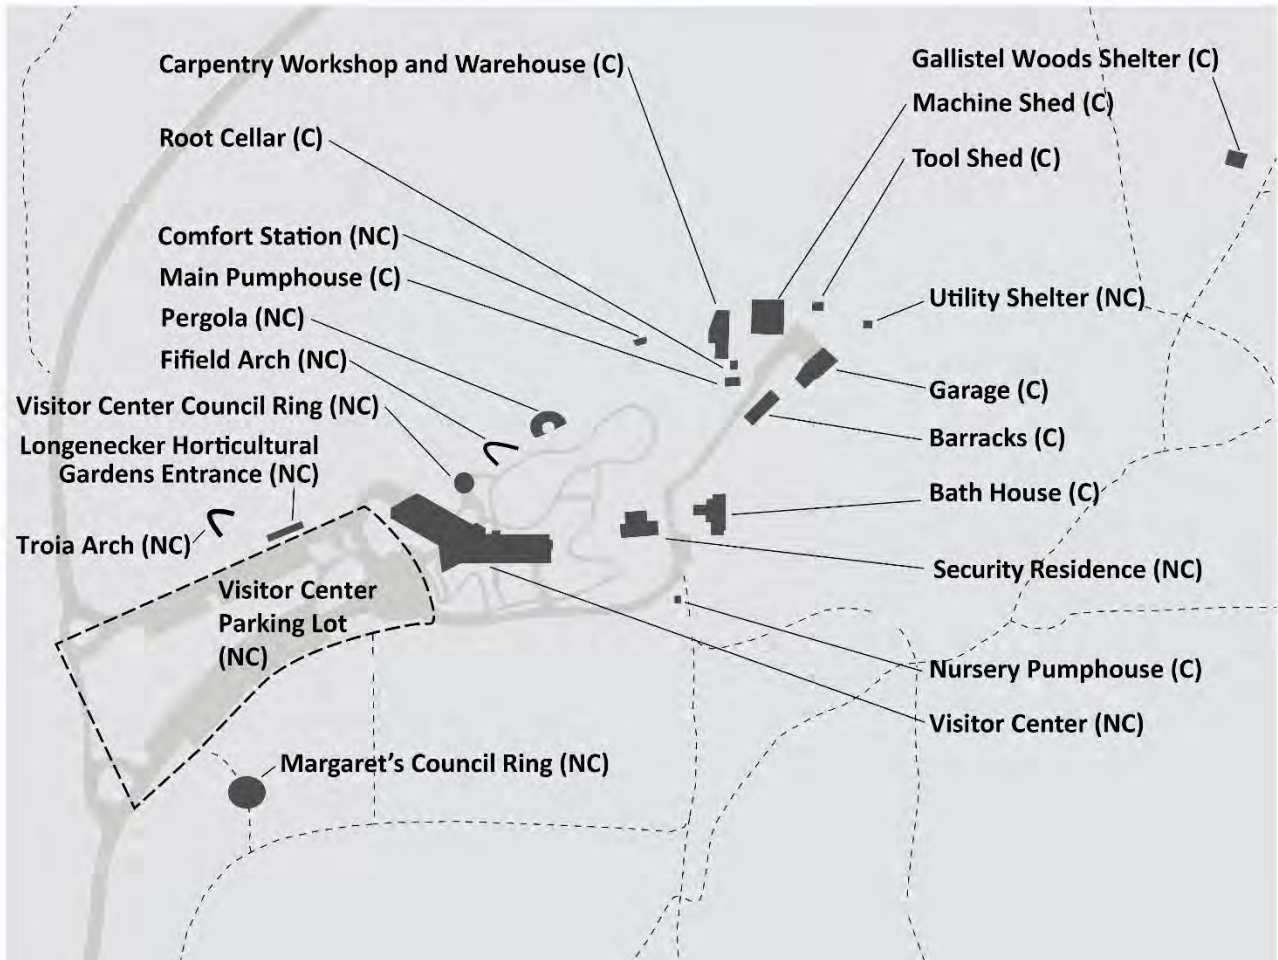 Carpentry Workshop and Warehouse (C)
Root Cellar (C)
Comfort Station (NC)
Main Pumphouse (C)
Pergola (NC)
Fifield Arch (NC)
Visitor Center Council Ring (NC)
Longenecker Horticultural
Gardens Entrance (NC)
Troia Arch (NC)
Visitor Center
Parking Lot
(NC)
Margaret's Council Ring (NC)
Gallistel Woods Shelter (C)
Machine Shed (C)
Tool Shed (C)
Utility Shelter (NC)
Garage (C)
Barracks (C)
Bath House (C)
Security Residence (NC)
Nursery Pumphouse (C)
Visitor Center (NC)